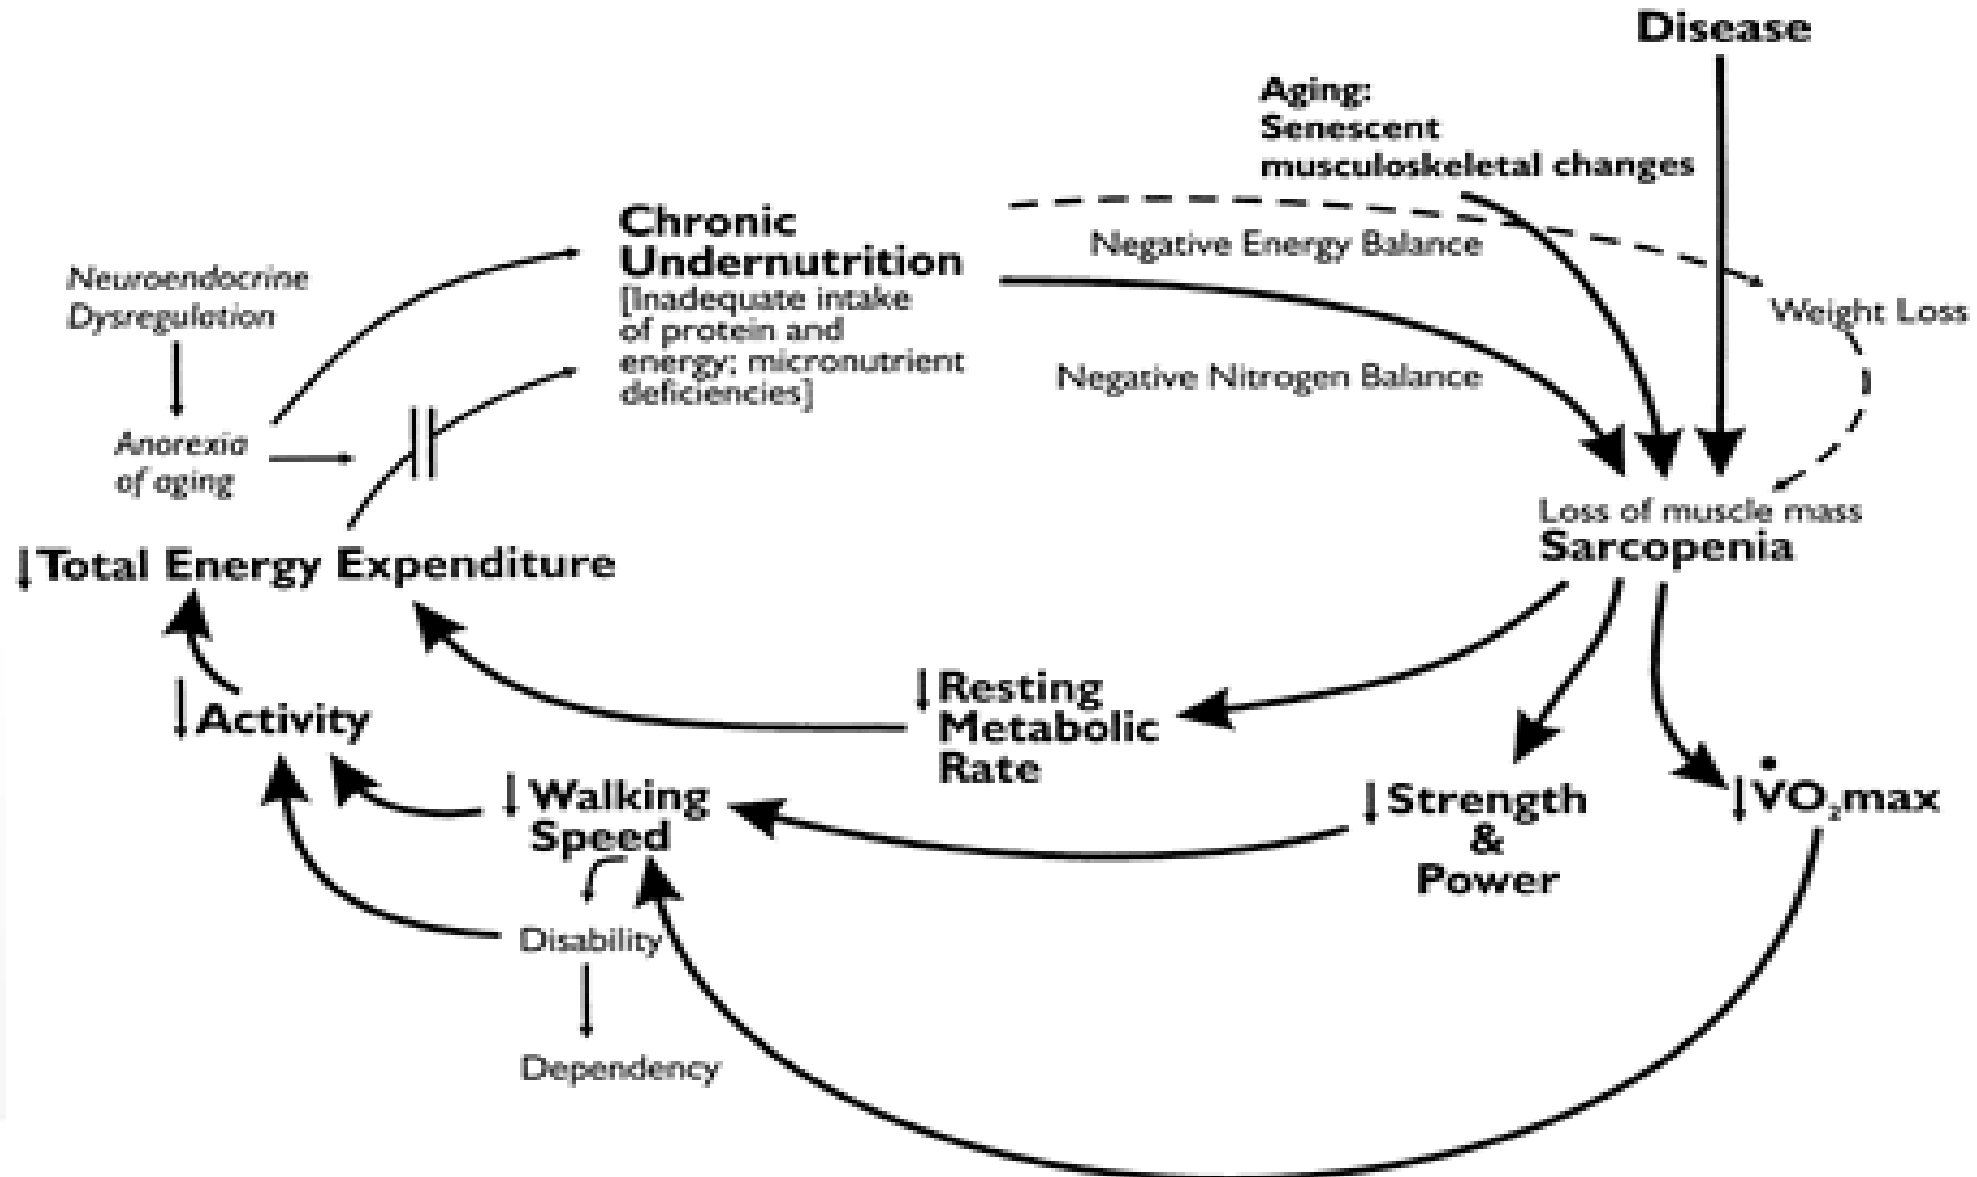 Disease
Aging:
Senescent
musculoskeletal changes
Chronic
Undernutrition
[Inadequate intake
of protein and
energy; micronutrient
deficiencies]
Negative Energy Balance
Neuroendocrine
Dysregulation
Weight Loss
Negative Nitrogen Balance
Anorexia
of aging
Loss of muscle mass
Sarcopenia
↓Total Energy Expenditure
↓Resting
Metabolic
Rate
↓Activity
↓Walking
Speed
↓Strength
&
Power
↓V̇O₂max
Disability
Dependency